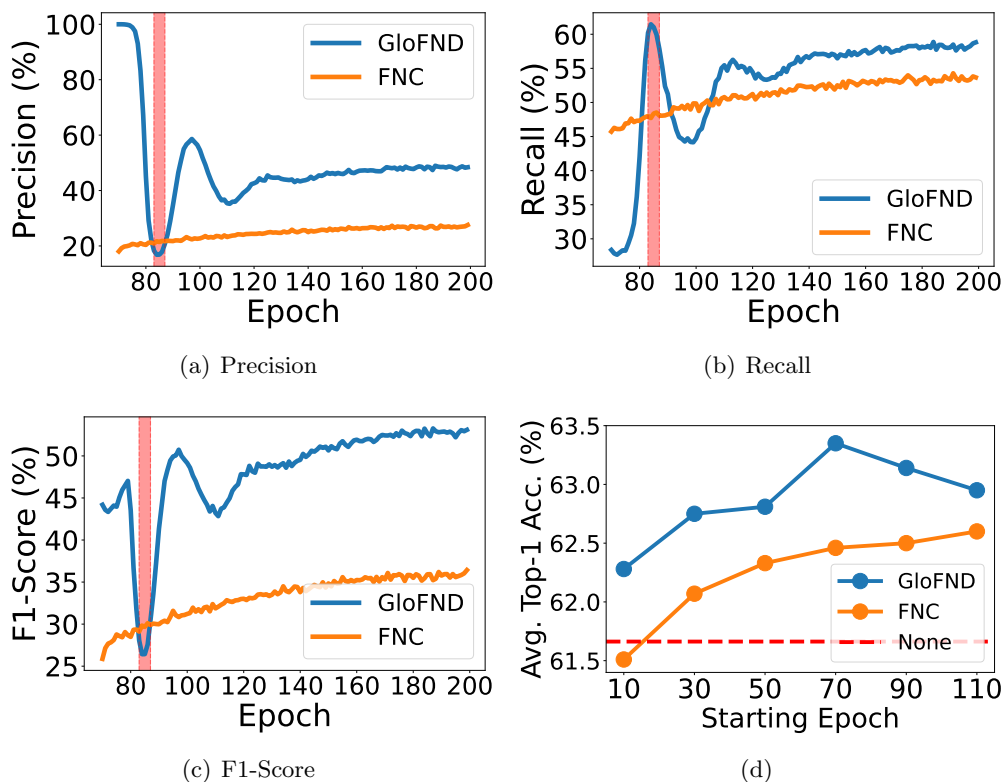 Precision (%)
100
80
60
40
20
80 100 120 140 160 180 200
Epoch
GloFND
FNC
(a) Precision
Recall (%)
60
55
50
45
40
35
30
80 100 120 140 160 180 200
Epoch
GloFND
FNC
(b) Recall
F1-Score (%)
50
45
40
35
30
25
80 100 120 140 160 180 200
Epoch
GloFND
FNC
(c) F1-Score
Avg. Top-1 Acc. (%)
63.5
63.0
62.5
62.0
61.5
10 30 50 70 90 110
Starting Epoch
GloFND
FNC
None
(d)